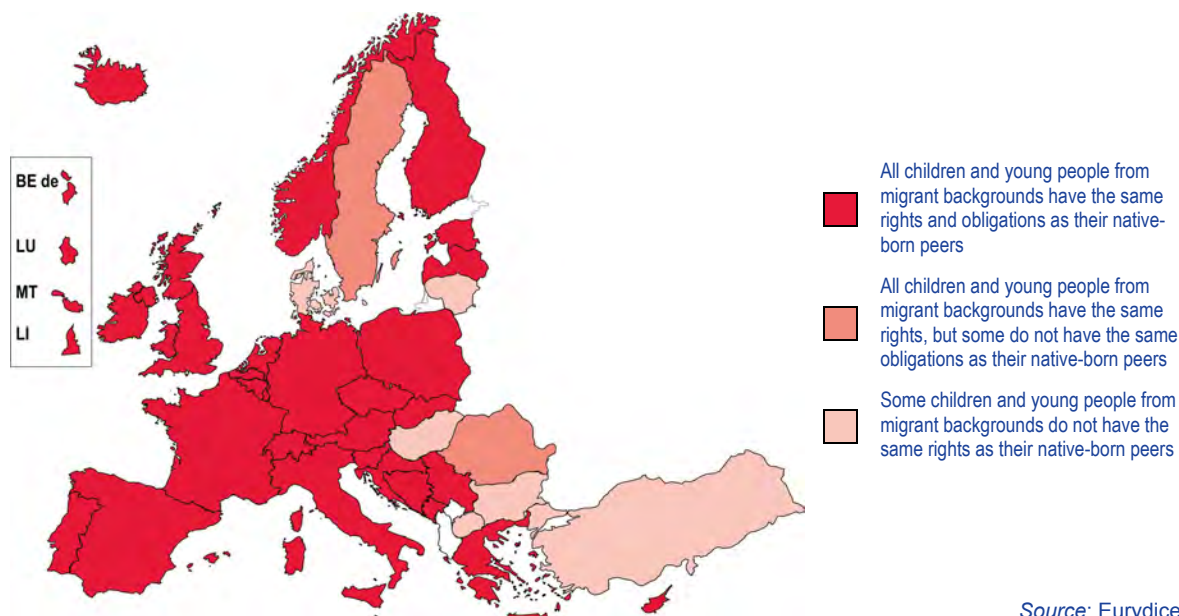 BE de
LU
MT
LI
All children and young people from
migrant backgrounds have the same
rights and obligations as their native-
born peers
All children and young people from
migrant backgrounds have the same
rights, but some do not have the same
obligations as their native-born peers
Some children and young people from
migrant backgrounds do not have the
same rights as their native-born peers
Source: Eurydice